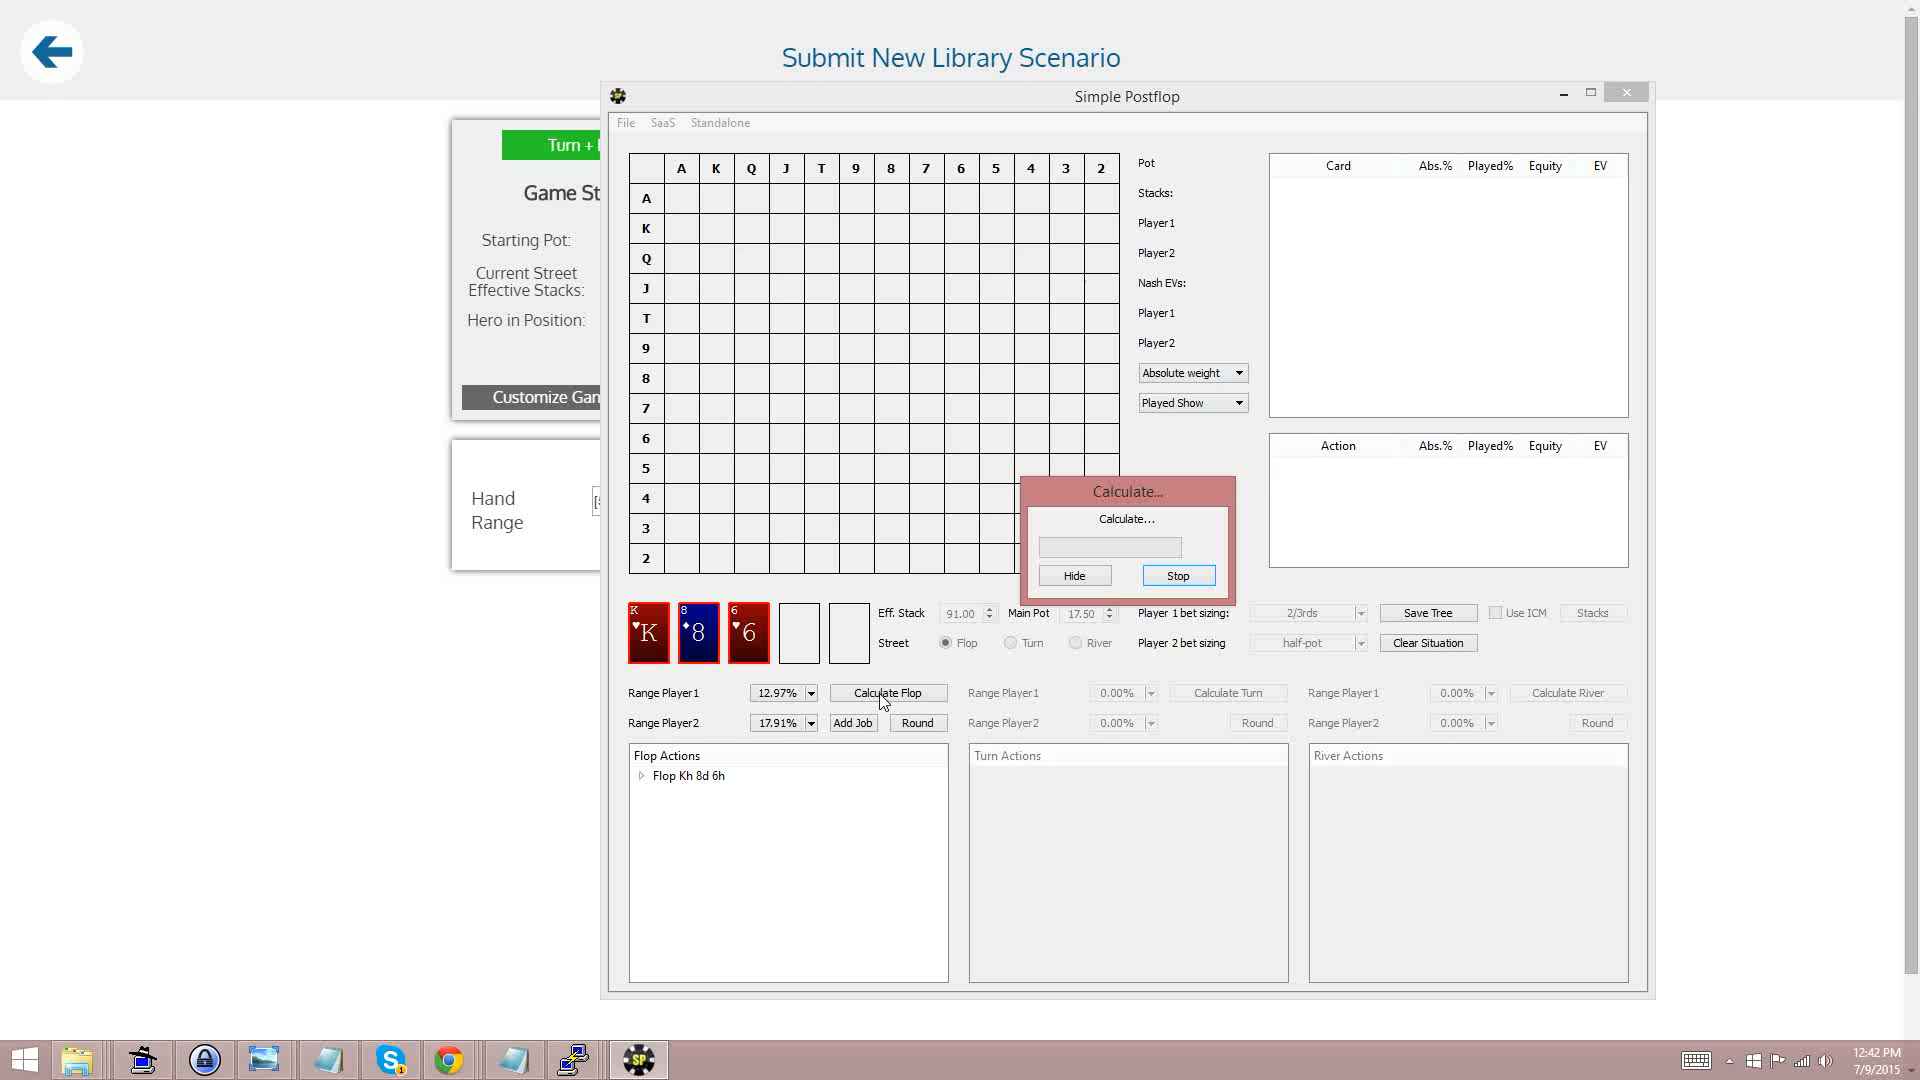 Submit New Library Scenario
Turn +
Game St
Starting Pot:
Current Street
Effective Stacks:
Hero in Position:
Customize Gan
Hand
Range
Simple Postflop
File SaaS Standalone
A K Q J T 9 8 7 6 5 4 3 2
A
K
Q
J
T
9
8
7
6
5
4
3
2
Pot
Stacks:
Player1
Player2
Nash EVs:
Player1
Player2
Absolute weight
Played Show
Card Abs.% Played% Equity EV
Action Abs.% Played% Equity EV
Calculate...
Calculate...
Hide Stop
K ♥K 8 ♦8 6 ♥6
Eff. Stack 91.00 Main Pot 17.50 Player 1 bet sizing: 2/3rds Save Tree Use ICM Stacks
Street Flop Turn River Player 2 bet sizing half-pot Clear Situation
Range Player1 12.97% Calculate Flop Range Player1 0.00% Calculate Turn Range Player1 0.00% Calculate River
Range Player2 17.91% Add Job Round Range Player2 0.00% Round Range Player2 0.00% Round
Flop Actions
Flop Kh 8d 6h
Turn Actions
River Actions
S 1
SP
12:42 PM
7/9/2015